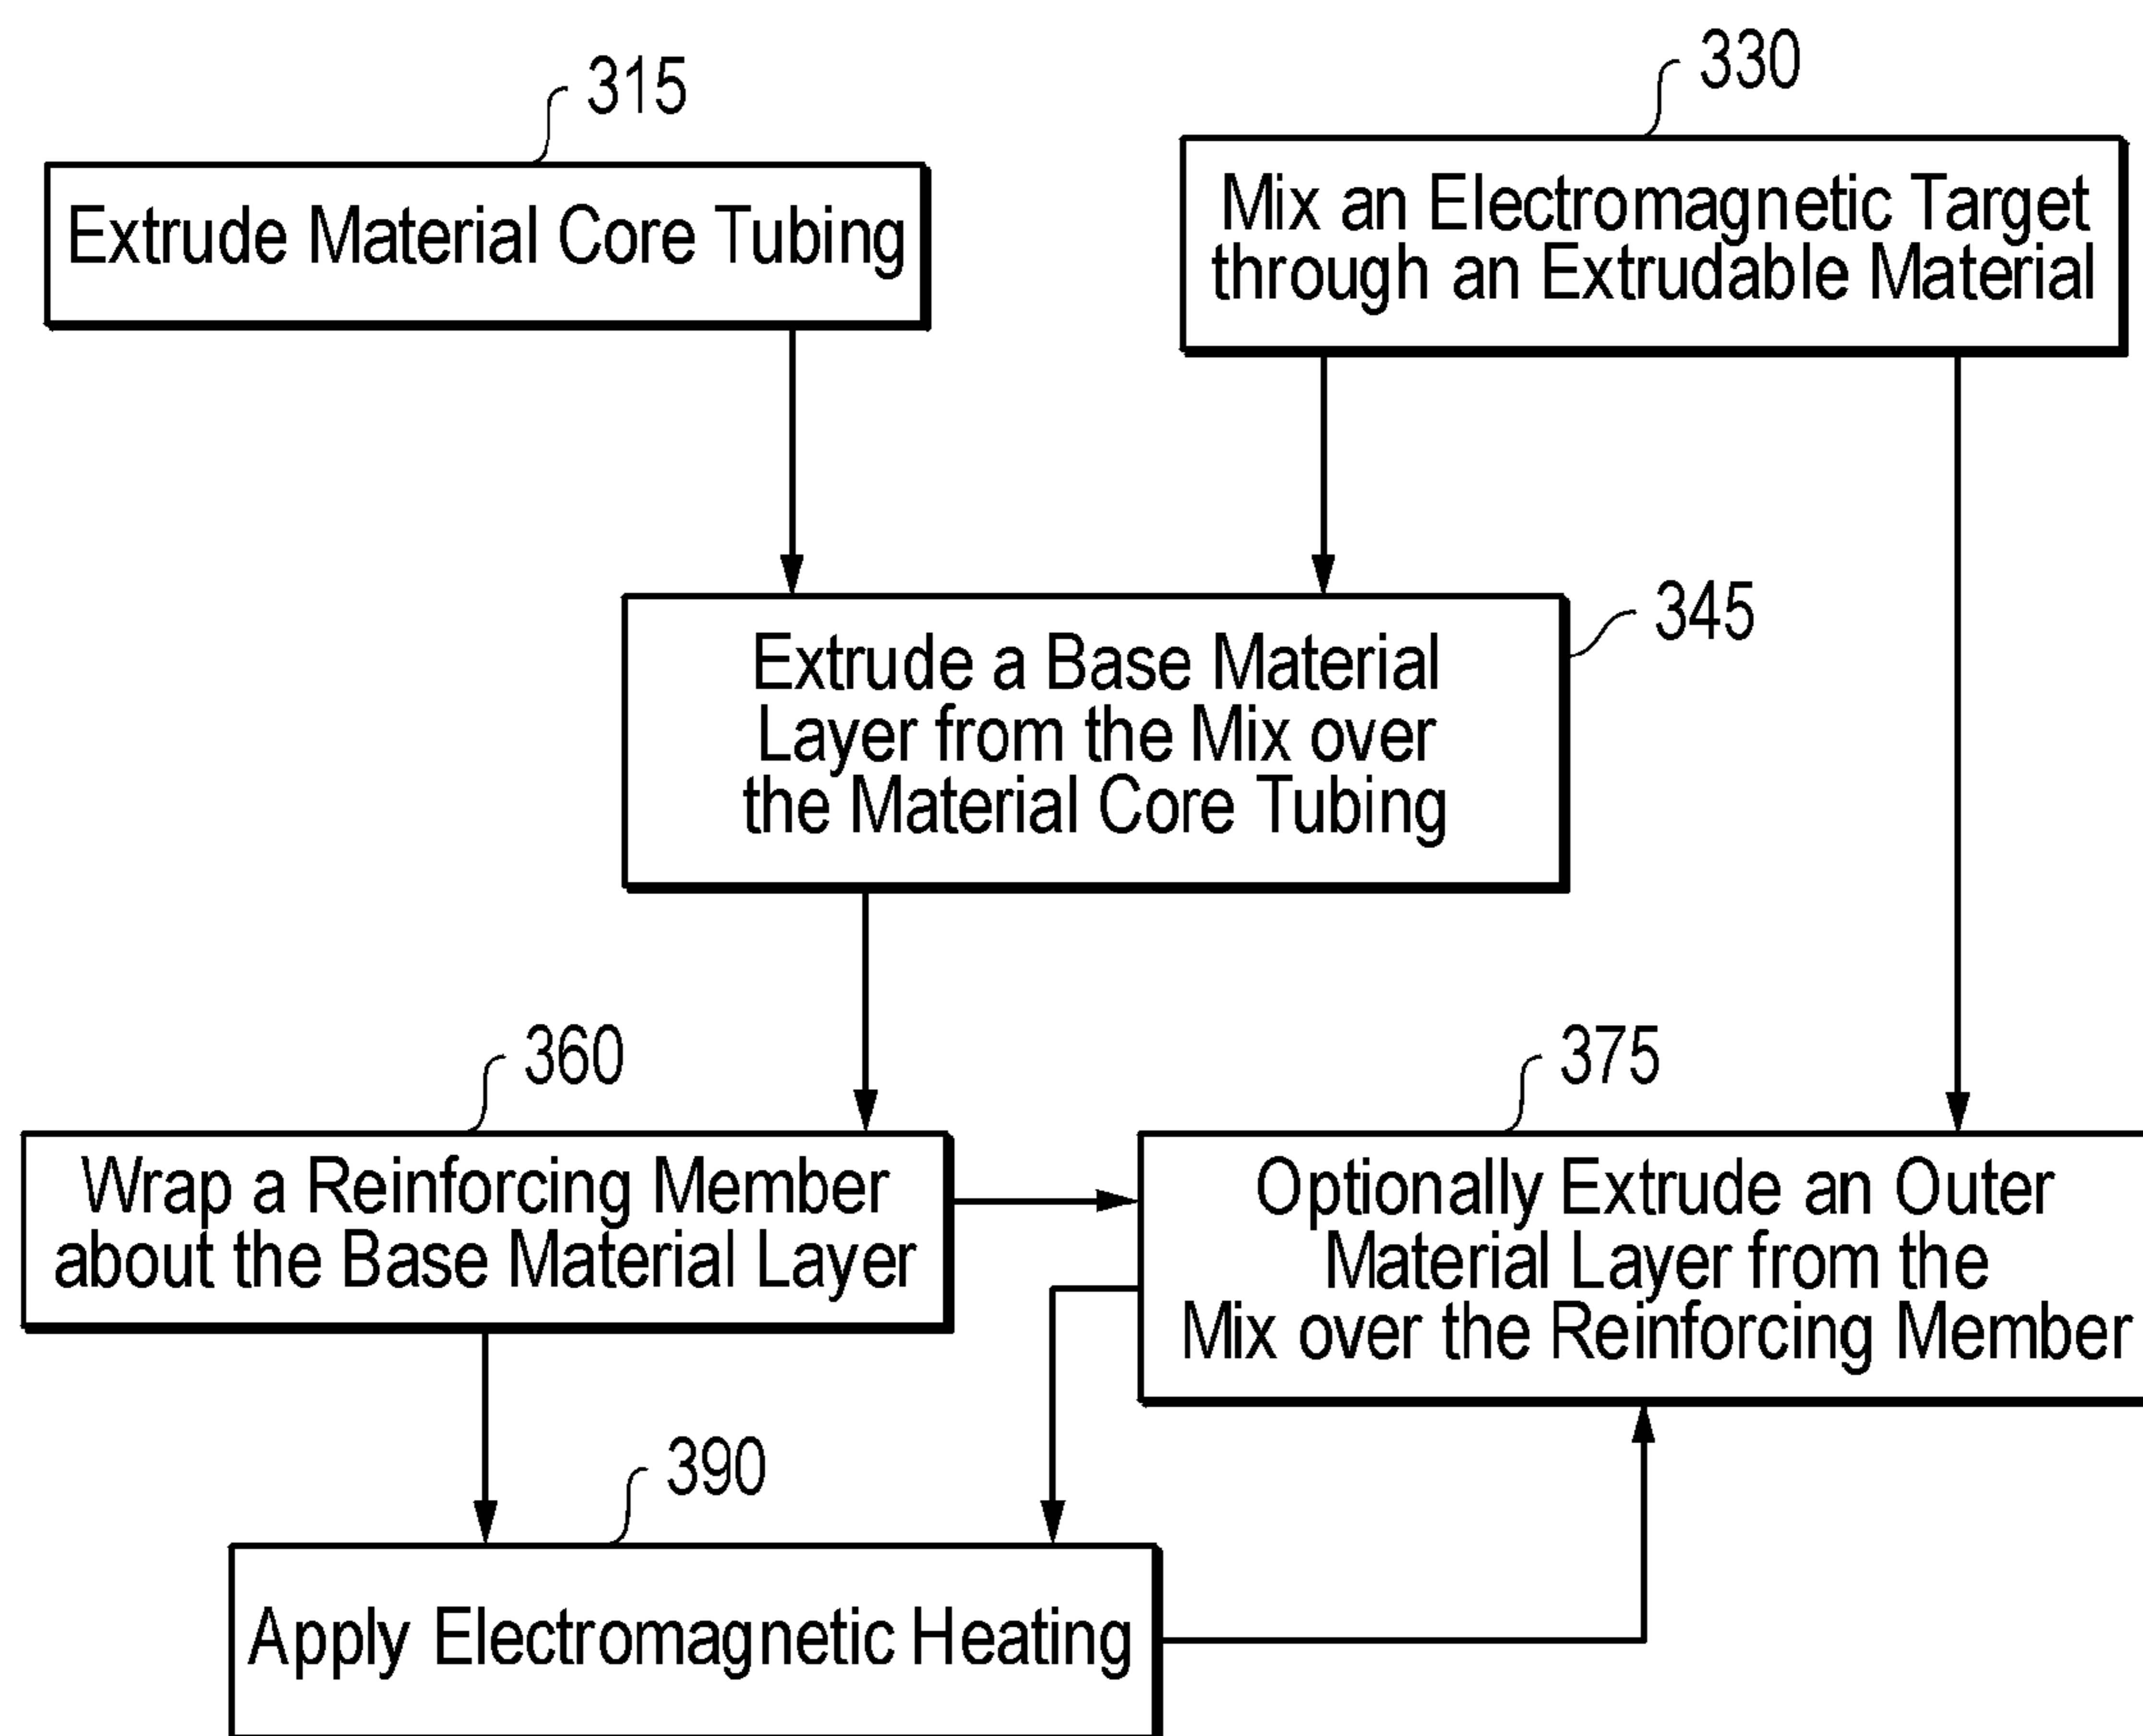 315
Extrude Material Core Tubing
330
Mix an Electromagnetic Target
through an Extrudable Material
345
Extrude a Base Material
Layer from the Mix over
the Material Core Tubing
360
Wrap a Reinforcing Member
about the Base Material Layer
375
Optionally Extrude an Outer
Material Layer from the
Mix over the Reinforcing Member
390
Apply Electromagnetic Heating